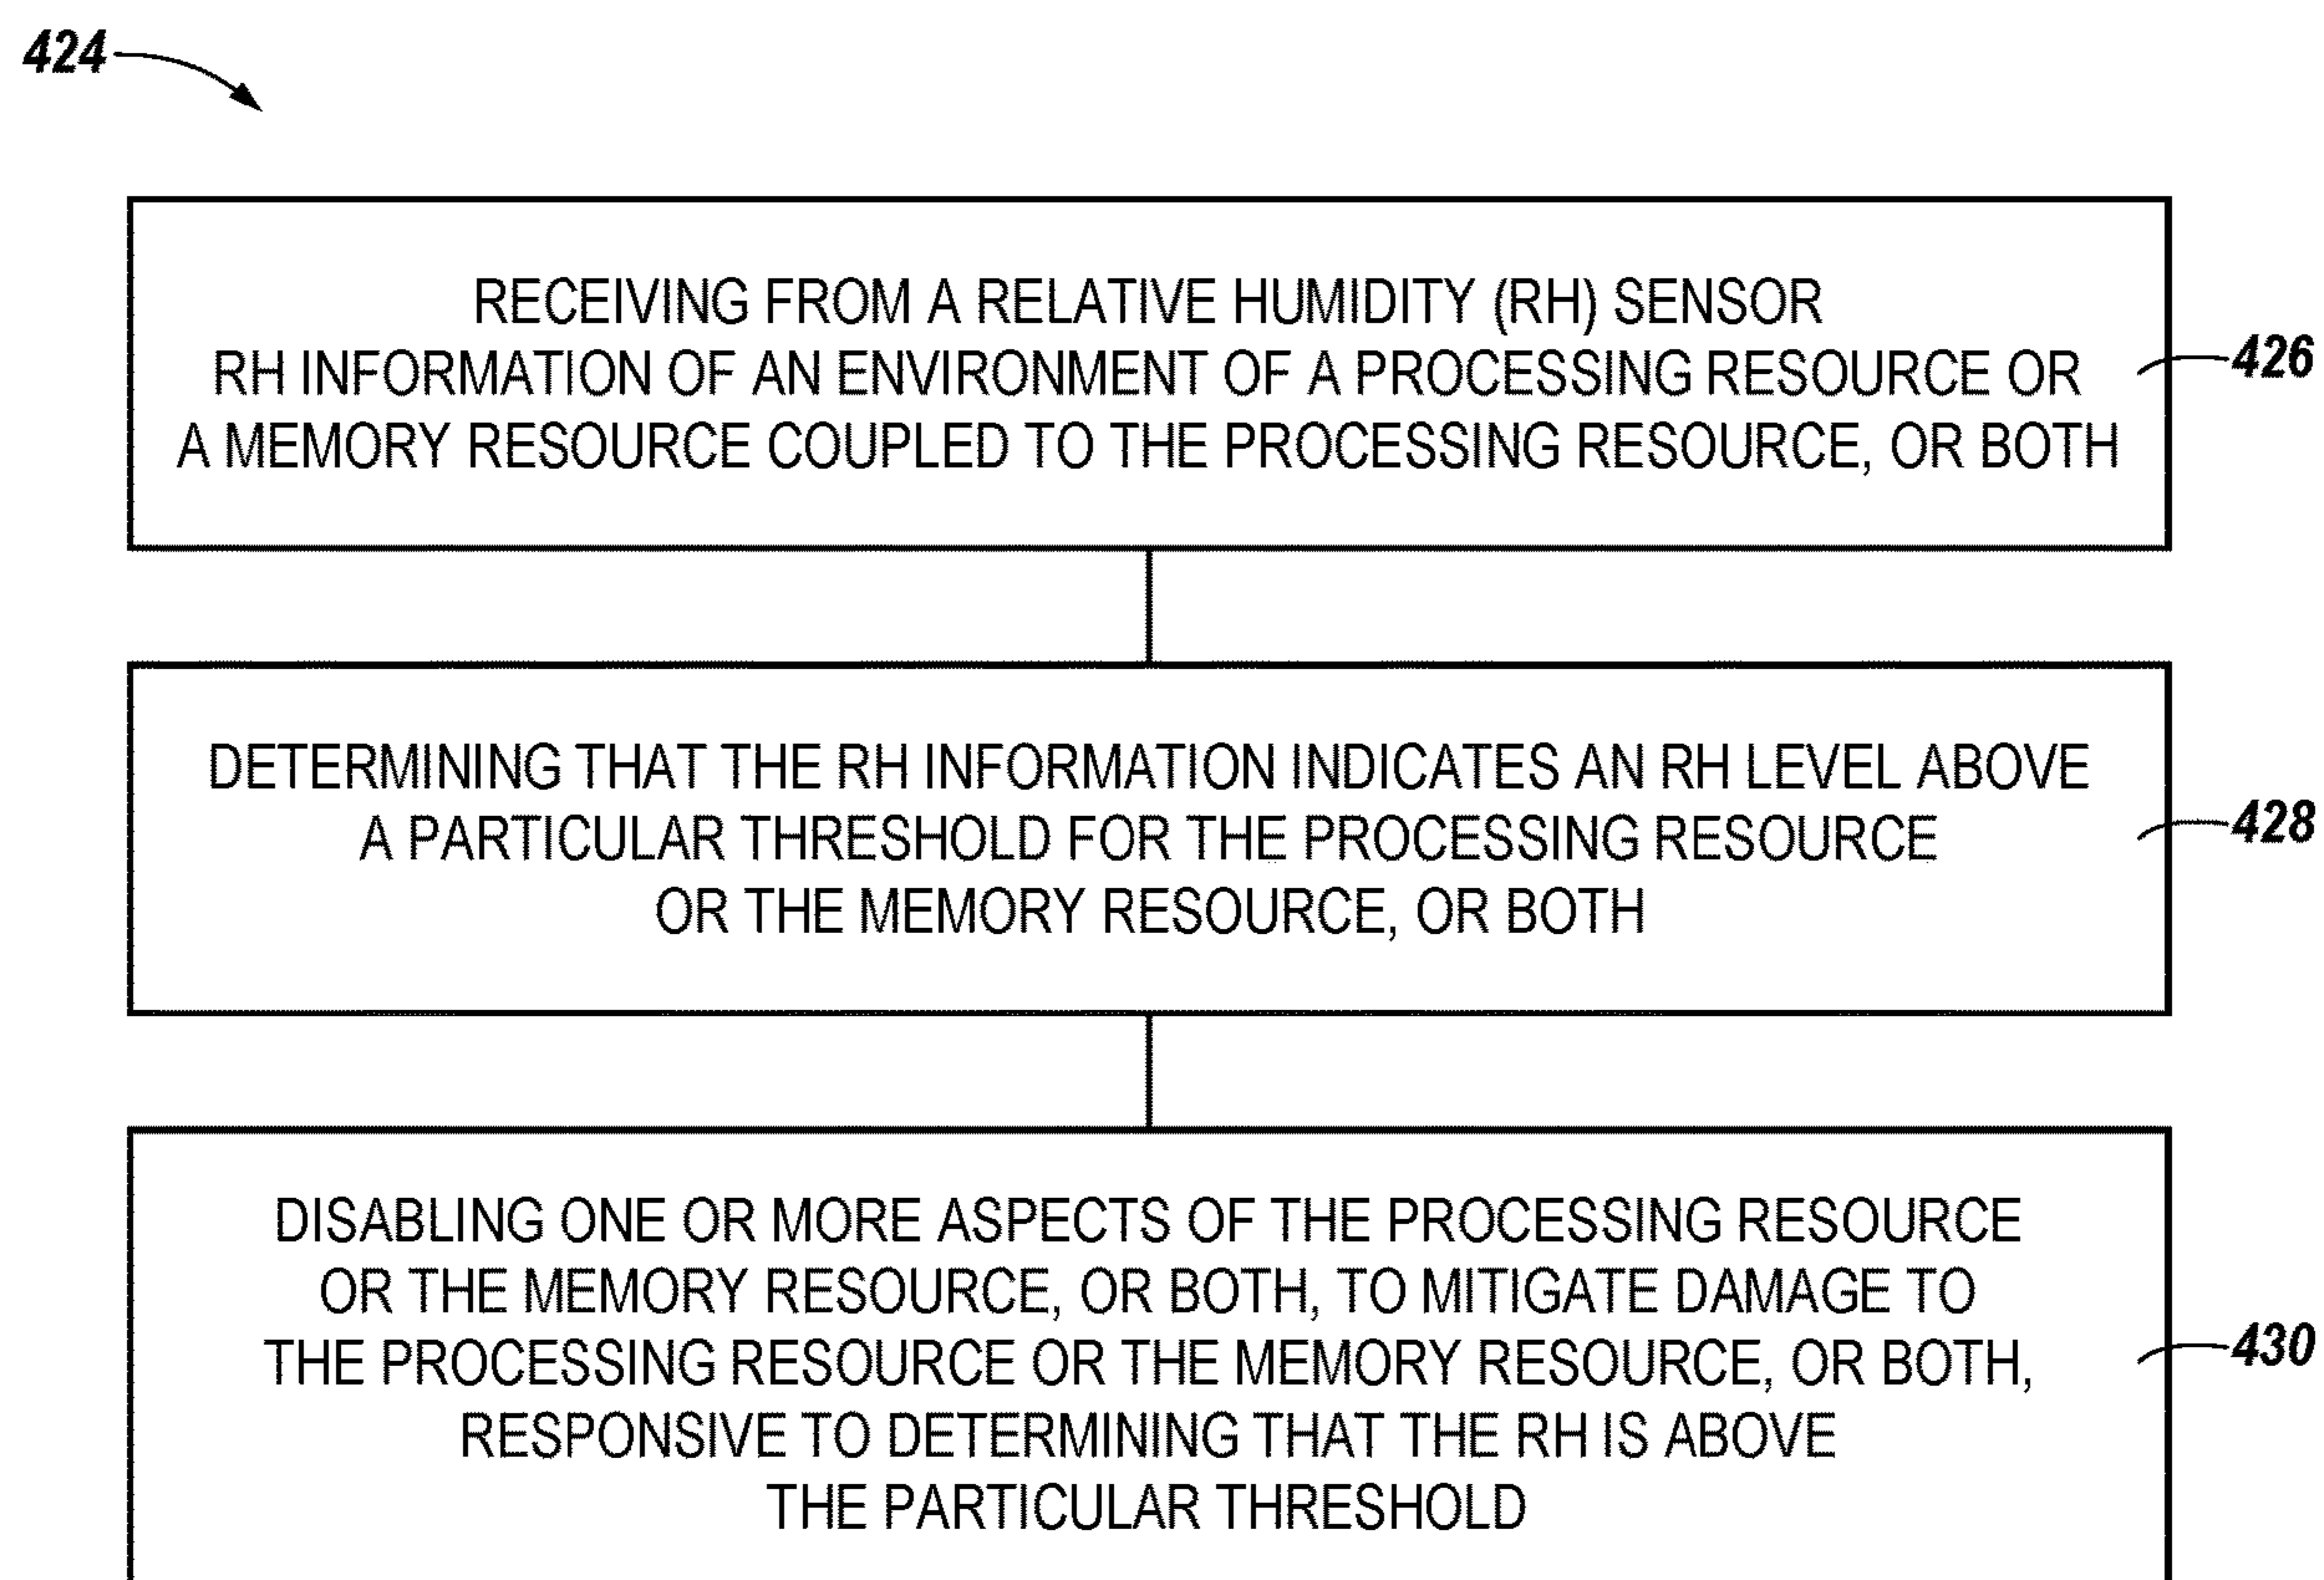 424
RECEIVING FROM A RELATIVE HUMIDITY (RH) SENSOR
RH INFORMATION OF AN ENVIRONMENT OF A PROCESSING RESOURCE OR
A MEMORY RESOURCE COUPLED TO THE PROCESSING RESOURCE, OR BOTH
426
DETERMINING THAT THE RH INFORMATION INDICATES AN RH LEVEL ABOVE
A PARTICULAR THRESHOLD FOR THE PROCESSING RESOURCE
OR THE MEMORY RESOURCE, OR BOTH
428
DISABLING ONE OR MORE ASPECTS OF THE PROCESSING RESOURCE
OR THE MEMORY RESOURCE, OR BOTH, TO MITIGATE DAMAGE TO
THE PROCESSING RESOURCE OR THE MEMORY RESOURCE, OR BOTH,
RESPONSIVE TO DETERMINING THAT THE RH IS ABOVE
THE PARTICULAR THRESHOLD
430